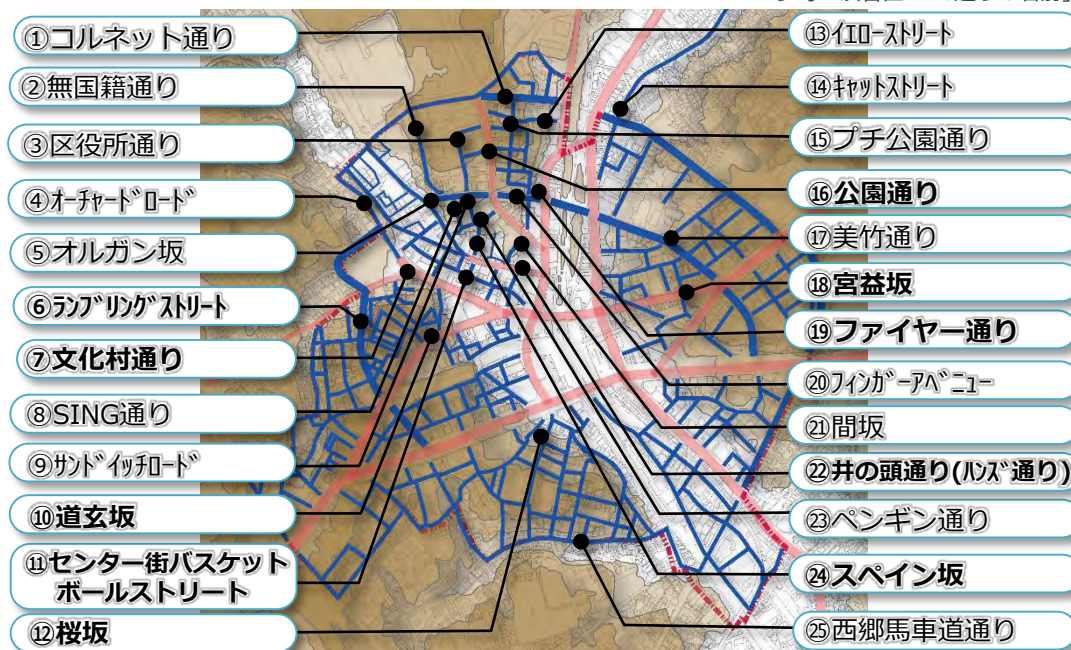 ①コルネット通り
②無国籍通り
③区役所通り
④オーチャードロード
⑤オルガン坂
⑥ランブリングストリート
⑦文化村通り
⑧SING通り
⑨サンドイッチロード
⑩道玄坂
⑪センター街バスケット
ボールストリート
⑫桜坂
⑬イエローストリート
⑭キャットストリート
⑮プチ公園通り
⑯公園通り
⑰美竹通り
⑱宮益坂
⑲ファイヤー通り
⑳フィンガーアベニュー
㉑間坂
㉒井の頭通り(ハンズ通り)
㉓ペンギン通り
㉔スペイン坂
㉕西郷馬車道通り